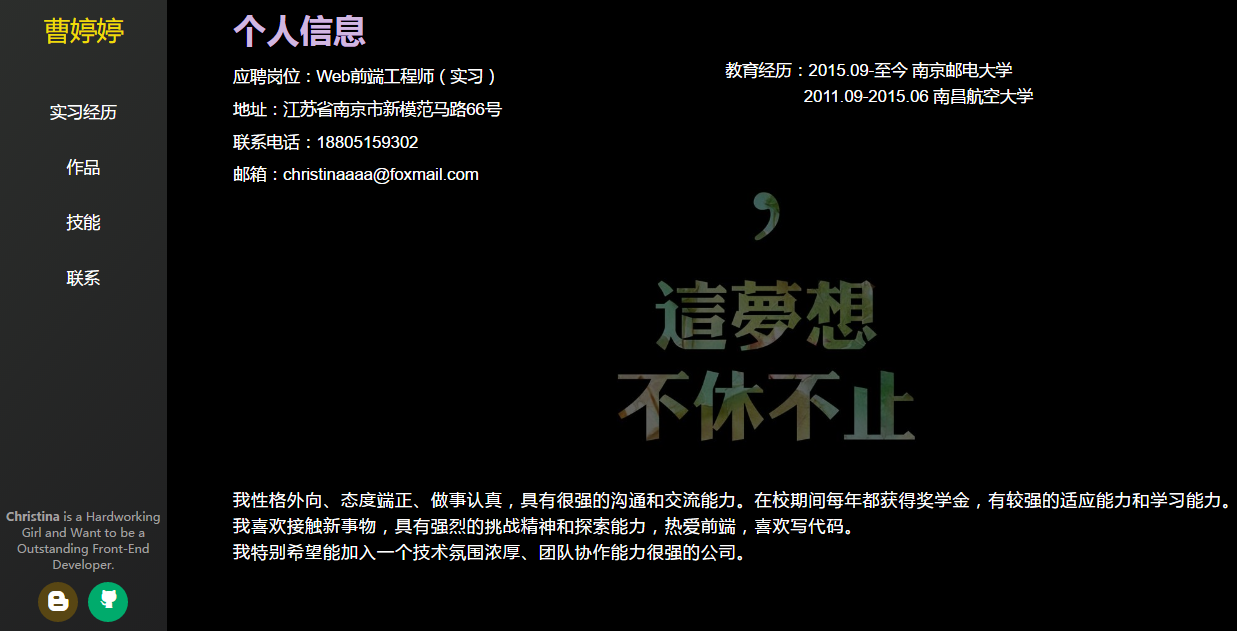 曹婷婷
实习经历
作品
技能
联系
Christina is a Hardworking
Girl and Want to be a
Outstanding Front-End
Developer.
个人信息
应聘岗位：Web前端工程师（实习）
地址：江苏省南京市新模范马路66号
联系电话：18805159302
邮箱：christinaaaa@foxmail.com
教育经历：2015.09-至今 南京邮电大学
2011.09-2015.06 南昌航空大学
，
這夢想
不休不止
我性格外向、态度端正、做事认真，具有很强的沟通和交流能力。在校期间每年都获得奖学金，有较强的适应能力和学习能力。
我喜欢接触新事物，具有强烈的挑战精神和探索能力，热爱前端，喜欢写代码。
我特别希望能加入一个技术氛围浓厚、团队协作能力很强的公司。